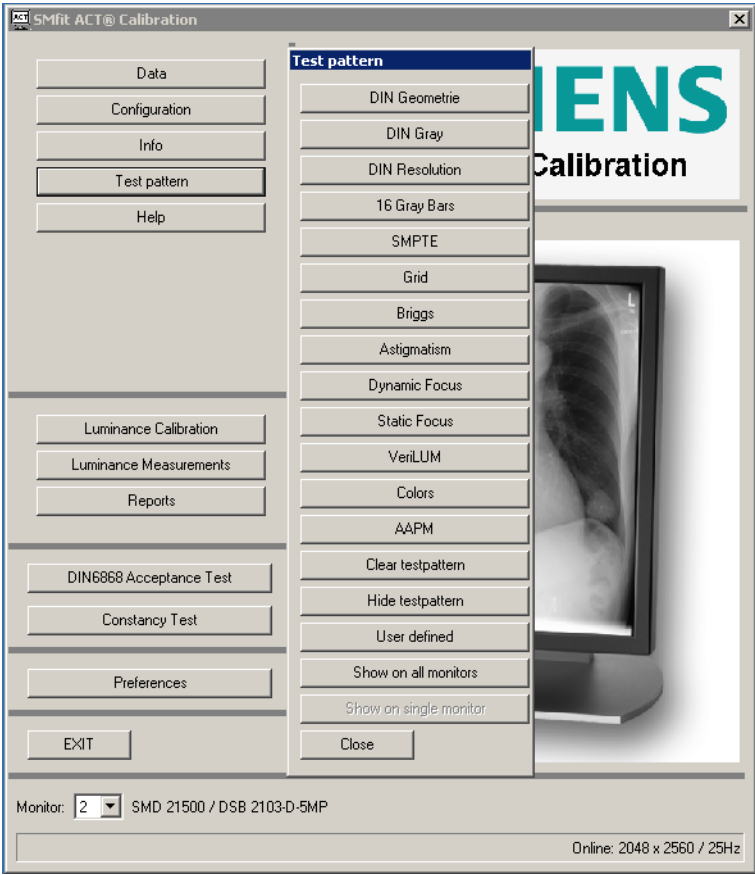 ACT SMfit ACT® Calibration
Data
Configuration
Info
Test pattern
Help
Luminance Calibration
Luminance Measurements
Reports
DIN6868 Acceptance Test
Constancy Test
Preferences
EXIT
Test pattern
DIN Geometrie
DIN Gray
DIN Resolution
16 Gray Bars
SMPTE
Grid
Briggs
Astigmatism
Dynamic Focus
Static Focus
VeriLUM
Colors
AAPM
Clear testpattern
Hide testpattern
User defined
Show on all monitors
Show on single monitor
Close
ENS
Calibration
L
Monitor: 2 SMD 21500 / DSB 2103-D-5MP
Online: 2048 x 2560 / 25Hz